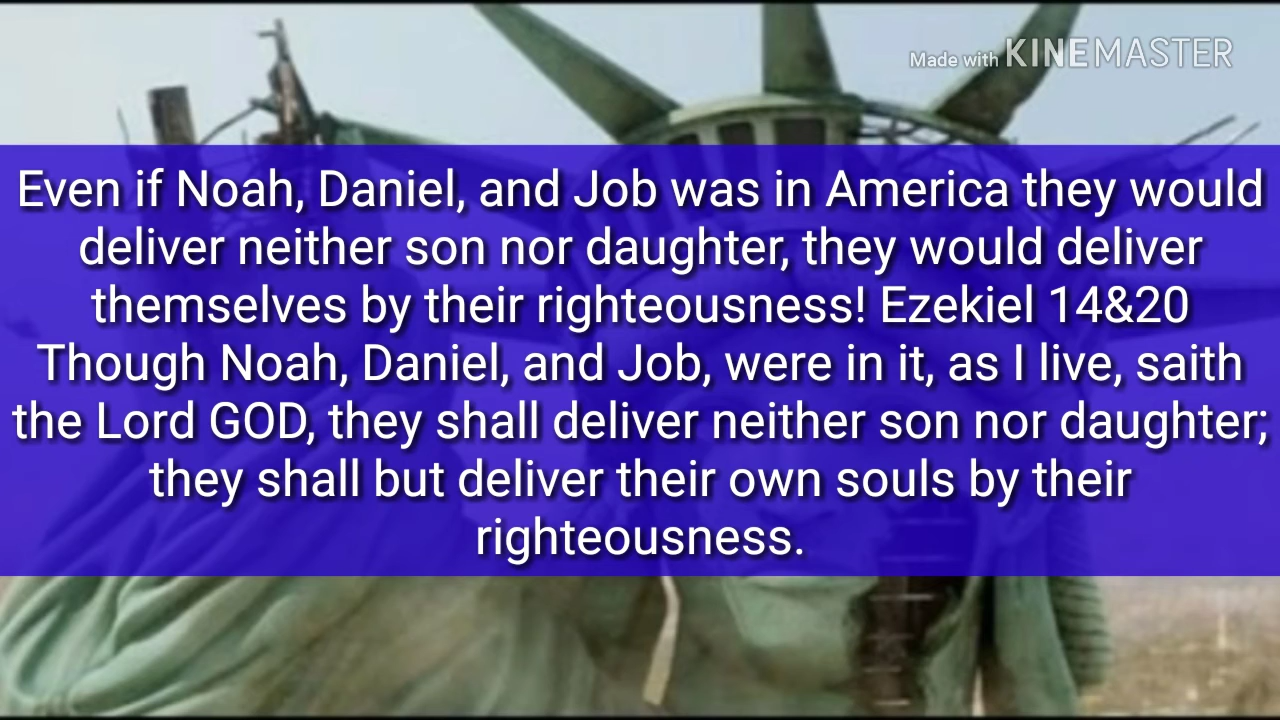 Made with KINEMASTER
Even if Noah, Daniel, and Job was in America they would
deliver neither son nor daughter, they would deliver
themselves by their righteousness! Ezekiel 14&20
Though Noah, Daniel, and Job, were in it, as I live, saith
the Lord GOD, they shall deliver neither son nor daughter;
they shall but deliver their own souls by their
righteousness.